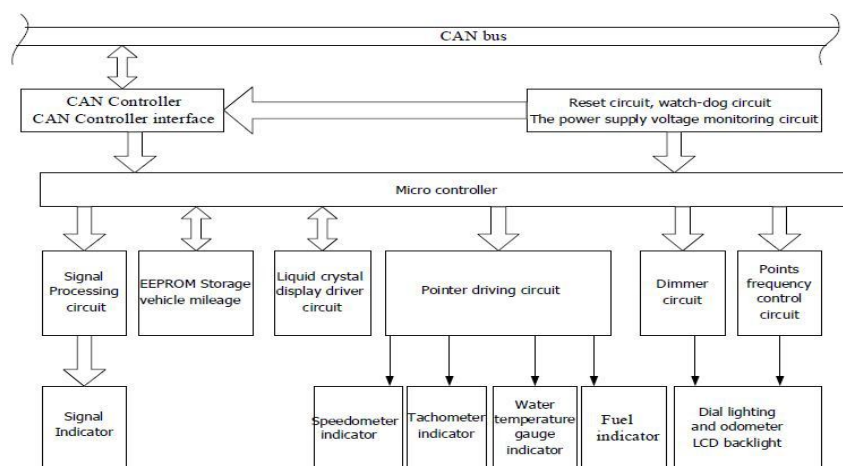 CAN bus
CAN Controller
CAN Controller interface
Reset circuit, watch-dog circuit
The power supply voltage monitoring circuit
Micro controller
Signal
Processing
circuit
EEPROM Storage
vehicle mileage
Liquid crystal
display driver
circuit
Pointer driving circuit
Dimmer
circuit
Points
frequency
control
circuit
Signal
Indicator
Speedometer
indicator
Tachometer
indicator
Water
temperature
gauge
indicator
Fuel
indicator
Dial lighting
and odometer
LCD backlight